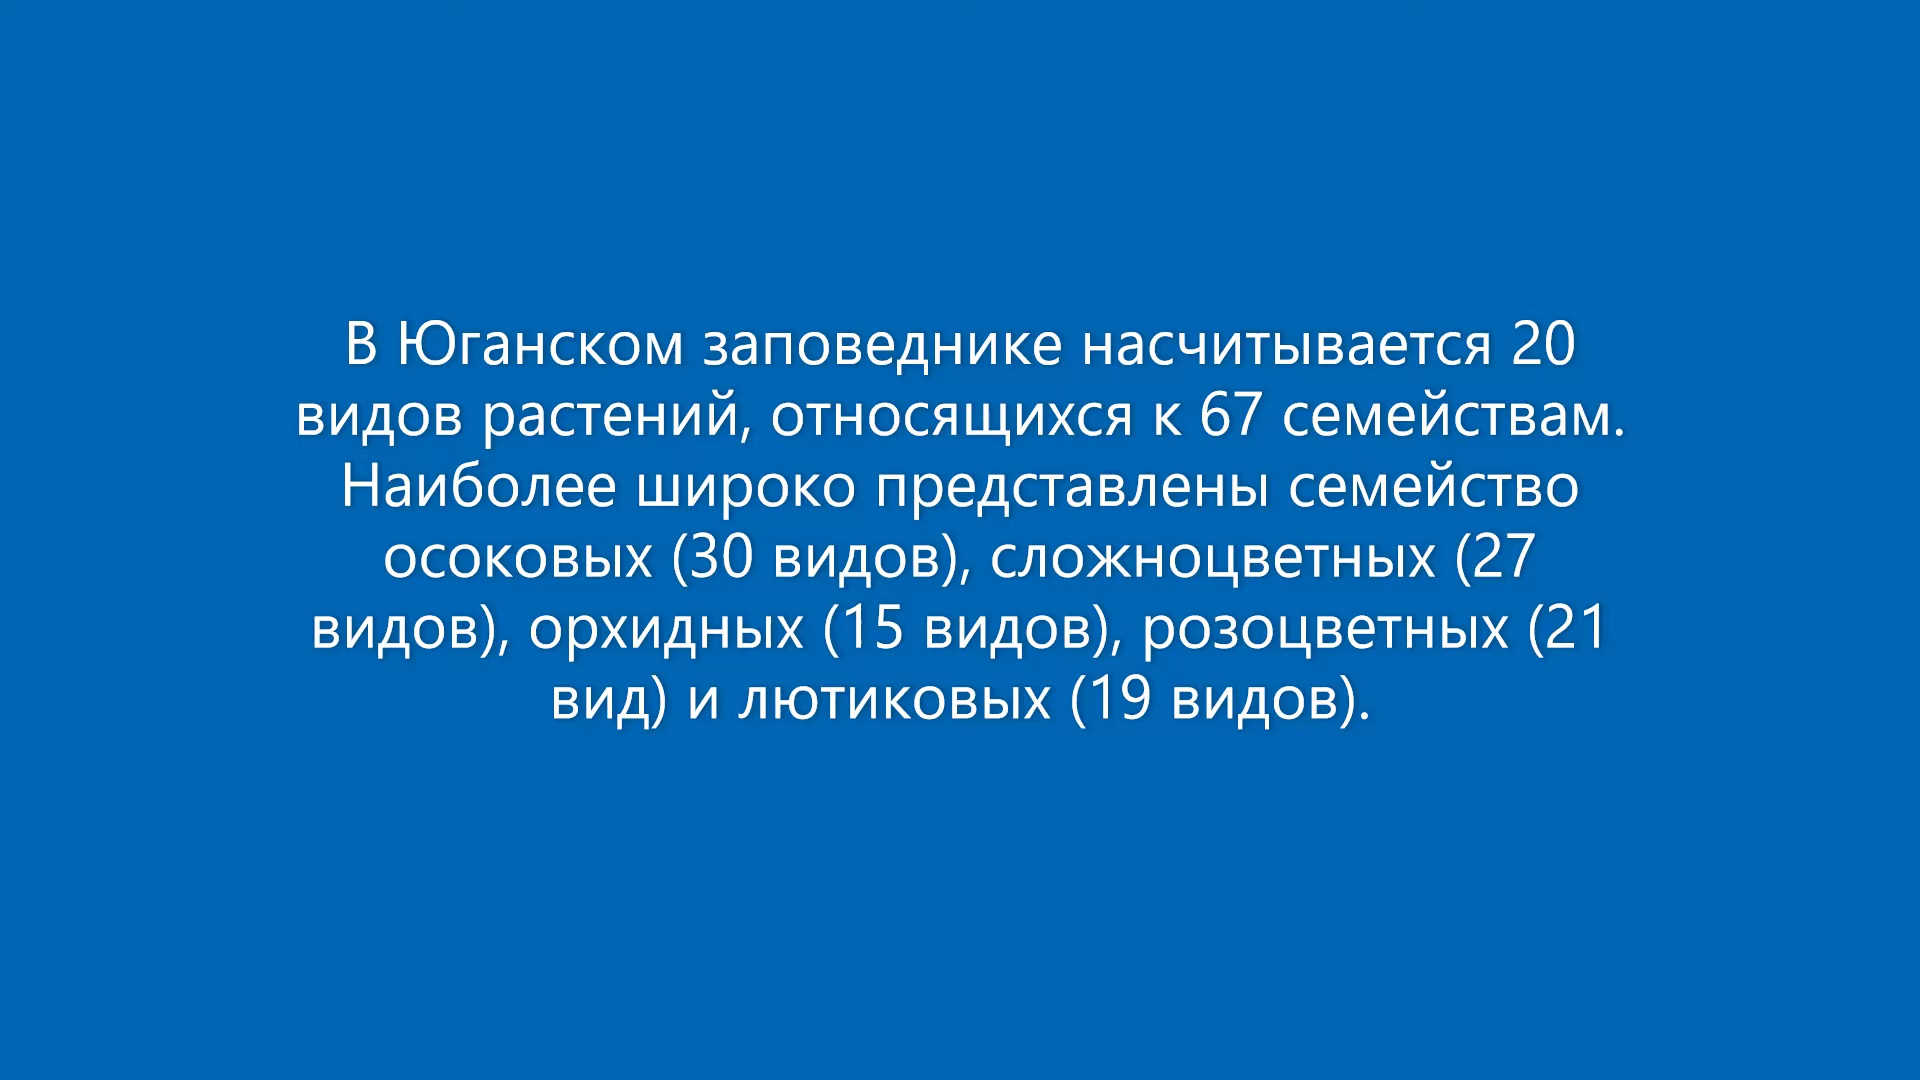 В Юганском заповеднике насчитывается 20
видов растений, относящихся к 67 семействам.
Наиболее широко представлены семейство
осоковых (30 видов), сложноцветных (27
видов), орхидных (15 видов), розоцветных (21
вид) и лютиковых (19 видов).